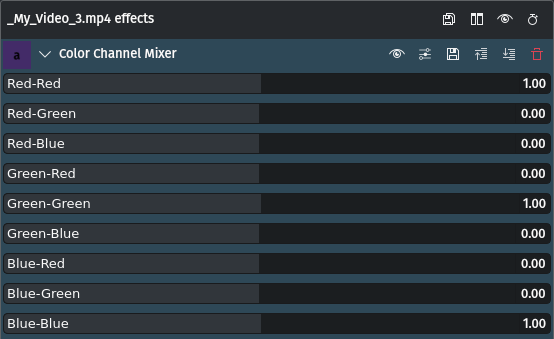 _My_Video_3.mp4 effects
a Color Channel Mixer
Red-Red 1.00
Red-Green 0.00
Red-Blue 0.00
Green-Red 0.00
Green-Green 1.00
Green-Blue 0.00
Blue-Red 0.00
Blue-Green 0.00
Blue-Blue 1.00